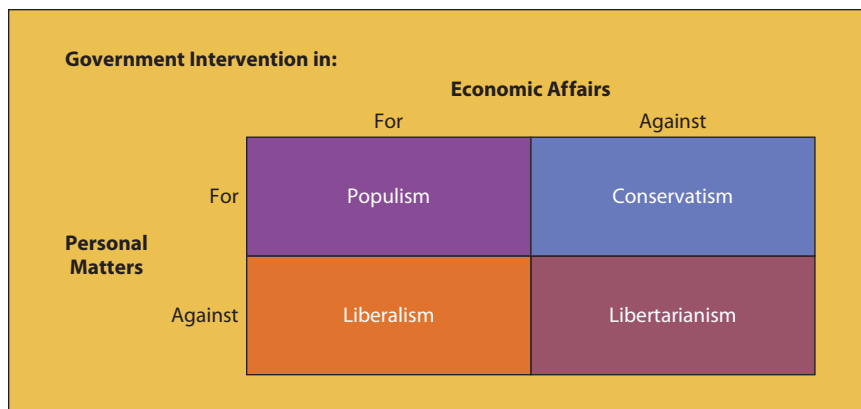 Government Intervention in:
Economic Affairs
For Against
For Populism Conservatism
Personal
Matters
Against Liberalism Libertarianism